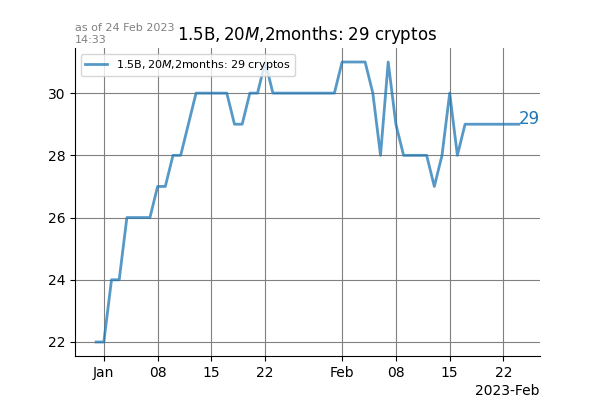 as of 24 Feb 2023
14:33
1.5B, 20M,2months: 29 cryptos
1.5B, 20M,2months: 29 cryptos
30
28
26
24
22
29
Jan 08 15 22 Feb 08 15 22
2023-Feb